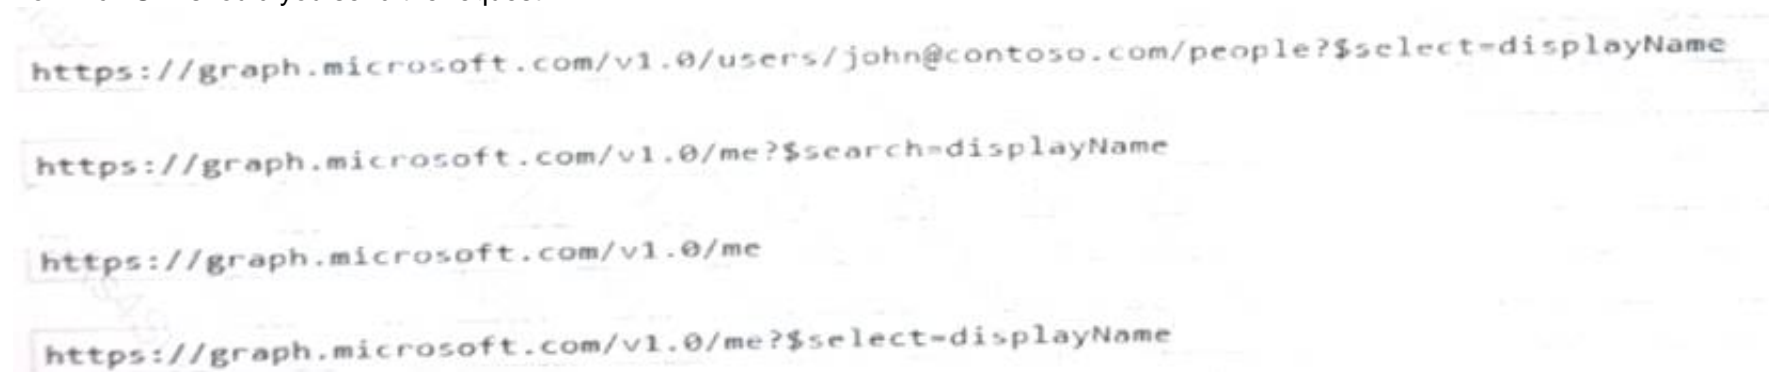 https://graph.microsoft.com/v1.0/users/john@contoso.com/people?$select=displayName
https://graph.microsoft.com/v1.0/me?$search=displayName
https://graph.microsoft.com/v1.0/me
https://graph.microsoft.com/v1.0/me?$select=displayName